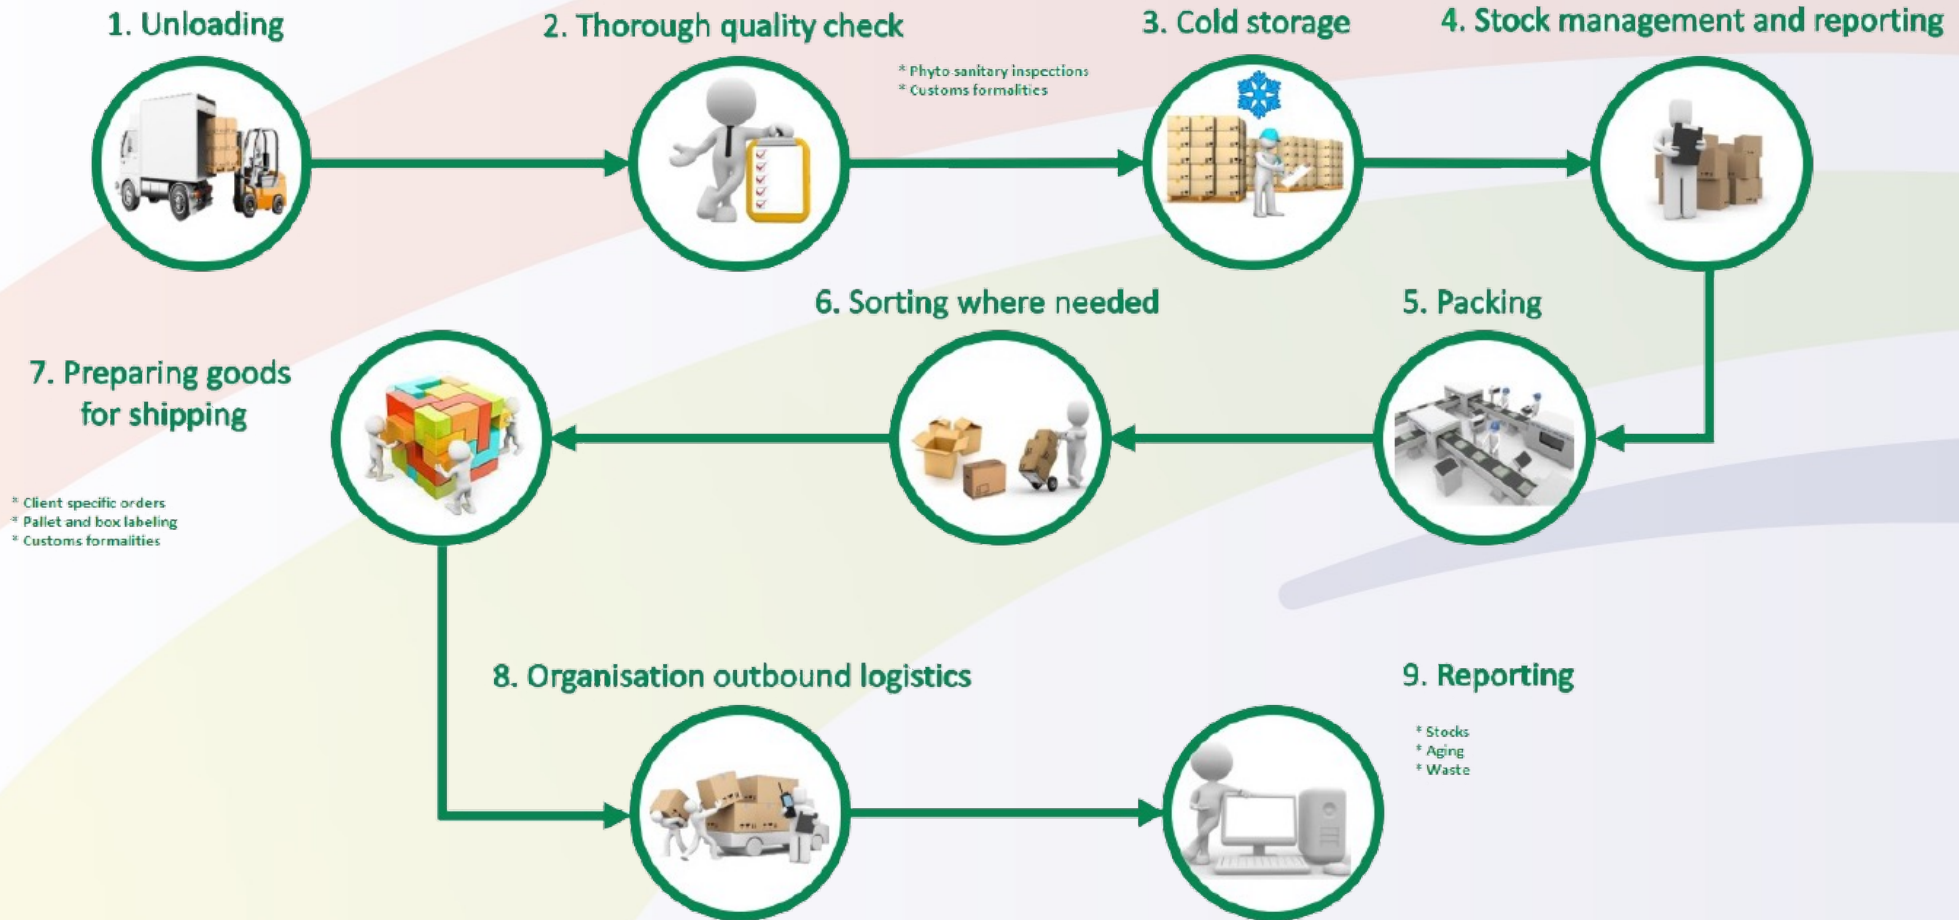 1. Unloading
2. Thorough quality check
* Phyto sanitary inspections
* Customs formalities
3. Cold storage
4. Stock management and reporting
5. Packing
6. Sorting where needed
7. Preparing goods
for shipping
* Client specific orders
* Pallet and box labeling
* Customs formalities
8. Organisation outbound logistics
9. Reporting
* Stocks
* Aging
* Waste